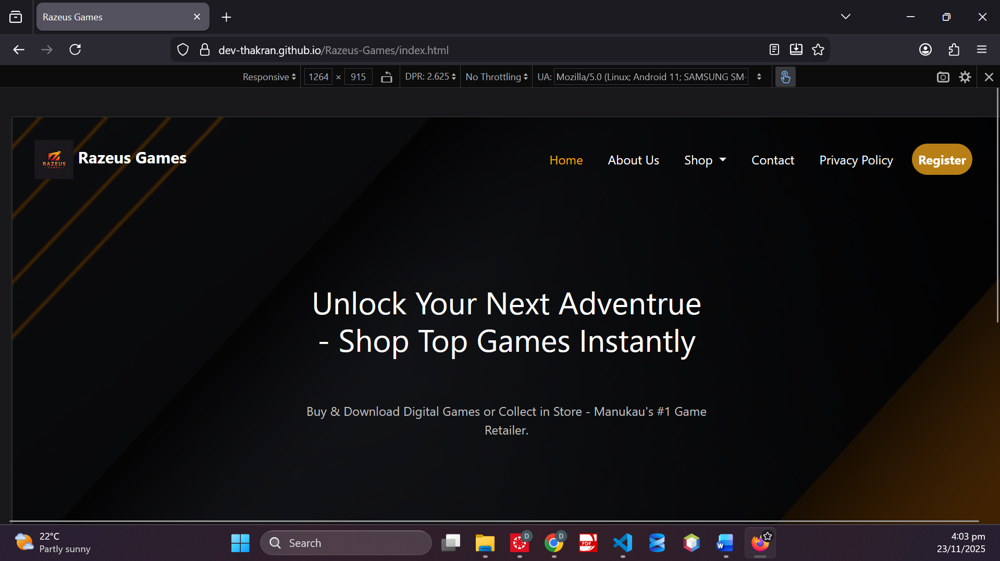 Razeus Games
dev-thakran.github.io/Razeus-Games/index.html
Responsive 1264 × 915 DPR: 2.625 No Throttling UA: Mozilla/5.0 (Linux; Android 11; SAMSUNG SM-
RAZEUS
GAMES
Razeus Games
Home About Us Shop Contact Privacy Policy Register
Unlock Your Next Adventrue
- Shop Top Games Instantly
Buy & Download Digital Games or Collect in Store - Manukau's #1 Game
Retailer.
22°C
Partly sunny
Search
D
D
PDF
W
4:03 pm
23/11/2025